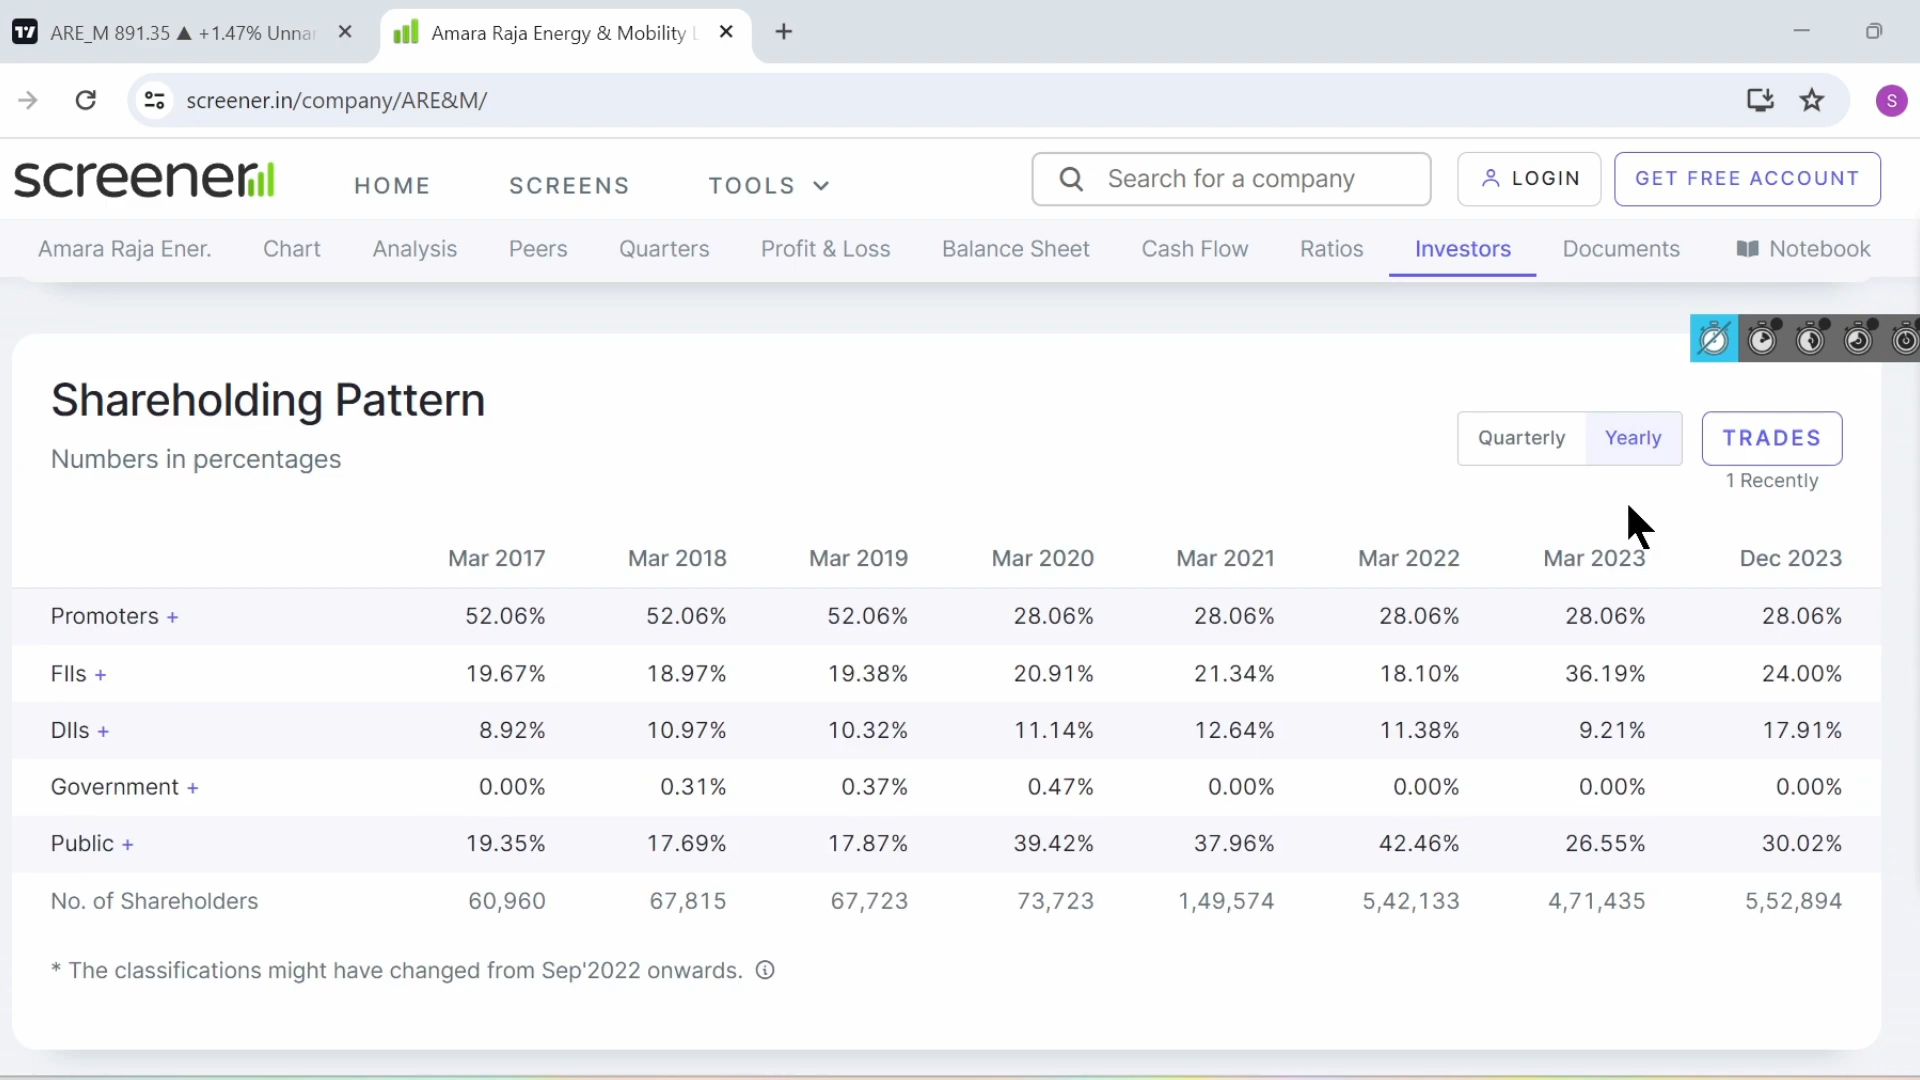 ARE_M 891.35 ▲ +1.47% Unnar
Amara Raja Energy & Mobility L
screener.in/company/ARE&M/
S
screener
HOME SCREENS TOOLS
Search for a company
LOGIN
GET FREE ACCOUNT
Amara Raja Ener. Chart Analysis Peers Quarters Profit & Loss Balance Sheet Cash Flow Ratios Investors Documents Notebook
Shareholding Pattern
Numbers in percentages
Quarterly Yearly TRADES
1 Recently
Mar 2017 Mar 2018 Mar 2019 Mar 2020 Mar 2021 Mar 2022 Mar 2023 Dec 2023
Promoters + 52.06% 52.06% 52.06% 28.06% 28.06% 28.06% 28.06% 28.06%
FIIs + 19.67% 18.97% 19.38% 20.91% 21.34% 18.10% 36.19% 24.00%
DIIs + 8.92% 10.97% 10.32% 11.14% 12.64% 11.38% 9.21% 17.91%
Government + 0.00% 0.31% 0.37% 0.47% 0.00% 0.00% 0.00% 0.00%
Public + 19.35% 17.69% 17.87% 39.42% 37.96% 42.46% 26.55% 30.02%
No. of Shareholders 60,960 67,815 67,723 73,723 1,49,574 5,42,133 4,71,435 5,52,894
* The classifications might have changed from Sep'2022 onwards.